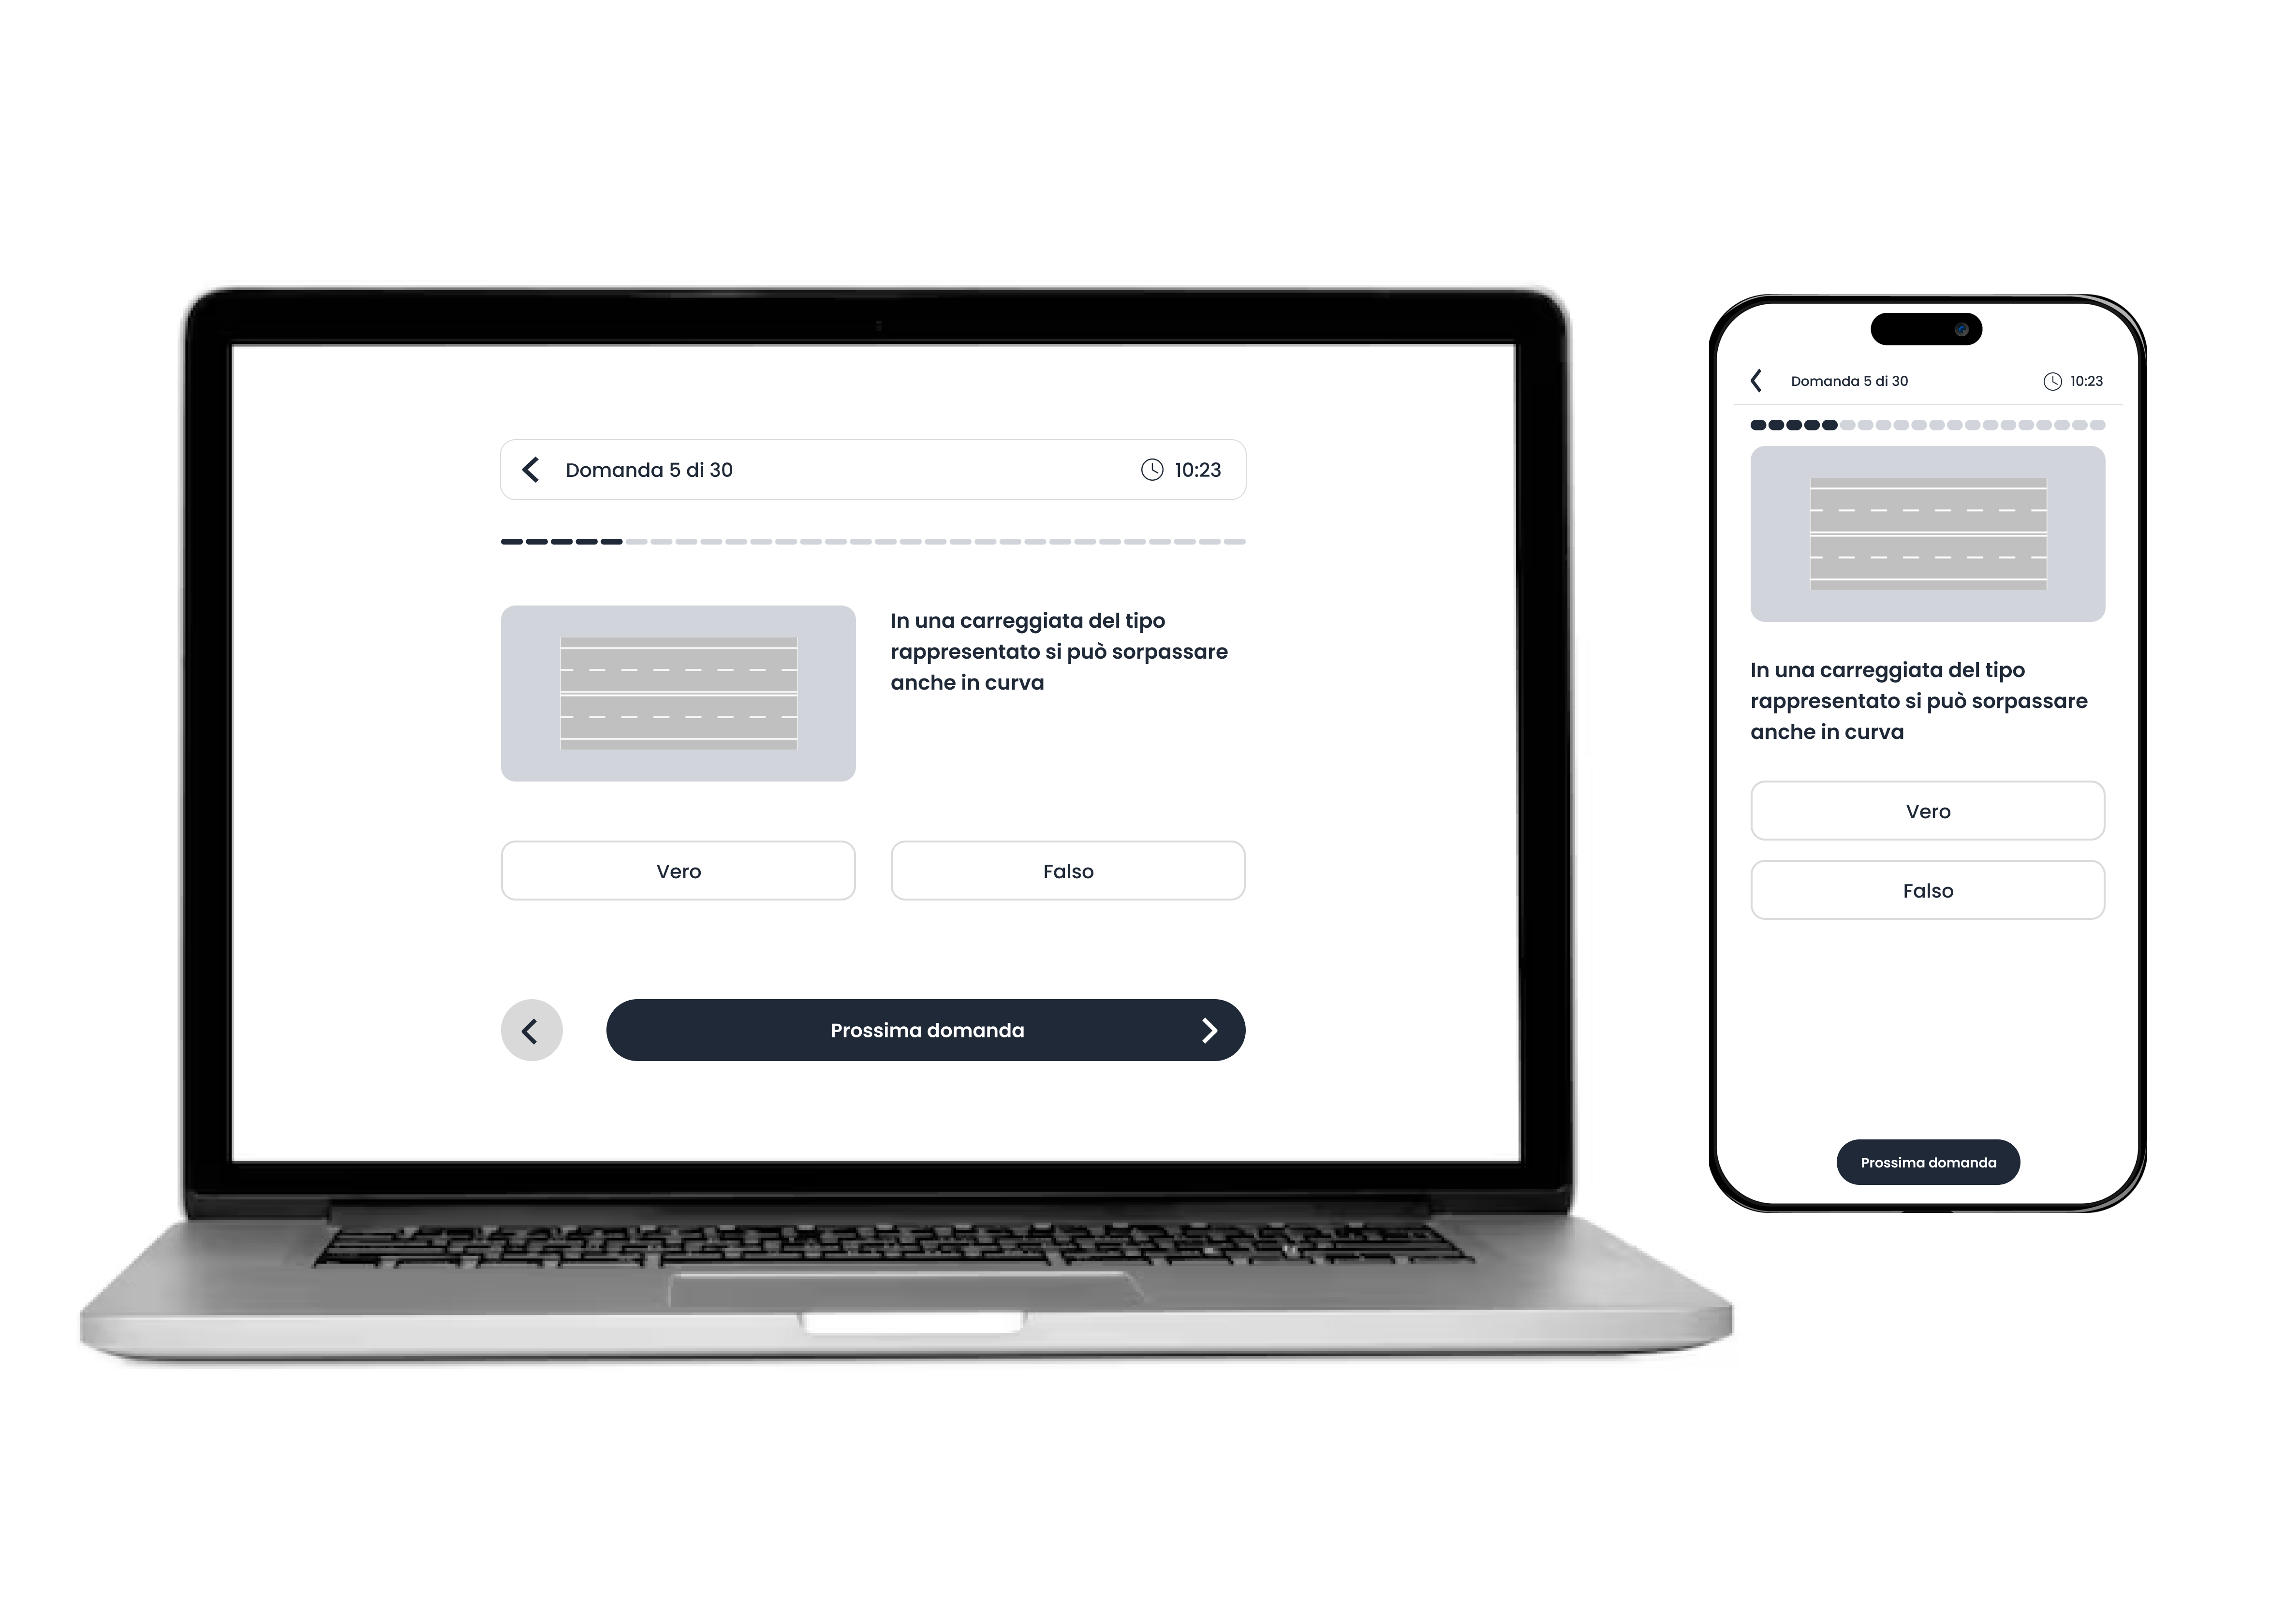 Domanda 5 di 30
10:23
In una carreggiata del tipo
rappresentato si può sorpassare
anche in curva
Vero
Falso
Prossima domanda
Domanda 5 di 30
10:23
In una carreggiata del tipo
rappresentato si può sorpassare
anche in curva
Vero
Falso
Prossima domanda